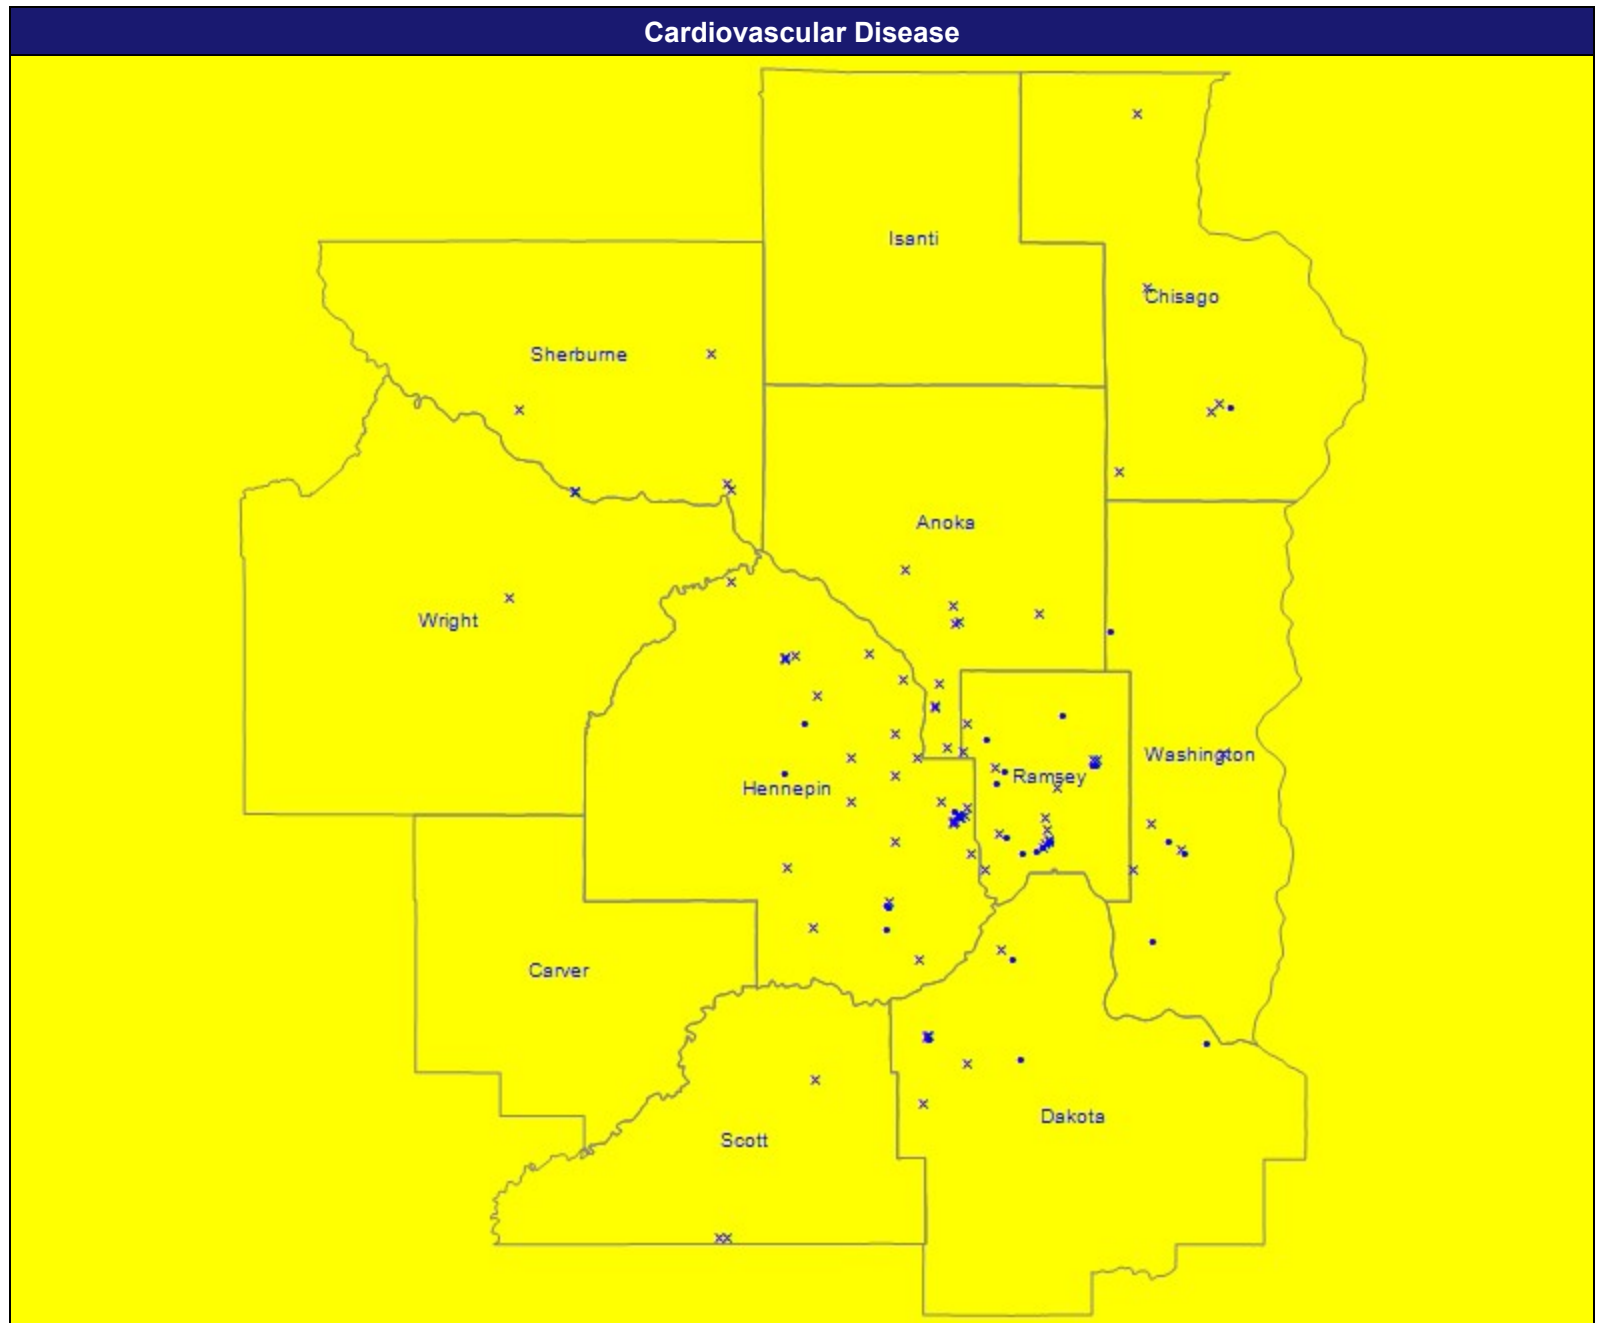 Cardiovascular Disease
Isanti
Chisago
Sherburne
Anoka
Wright
Washington
Ramsey
Hennepin
Carver
Dakota
Scott